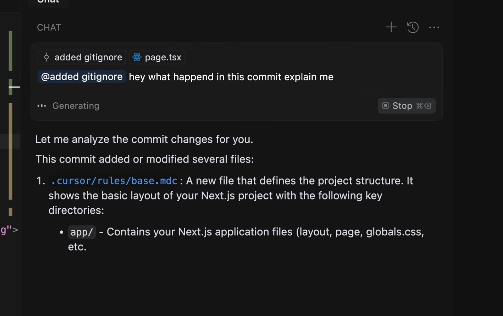 Chat
CHAT
added gitignore page.tsx
@added gitignore hey what happend in this commit explain me
Generating
Stop ⌘⌫
Let me analyze the commit changes for you.
This commit added or modified several files:
1. .cursor/rules/base.mdc: A new file that defines the project structure. It
shows the basic layout of your Next.js project with the following key
directories:
g">
• app/ - Contains your Next.js application files (layout, page, globals.css,
etc.